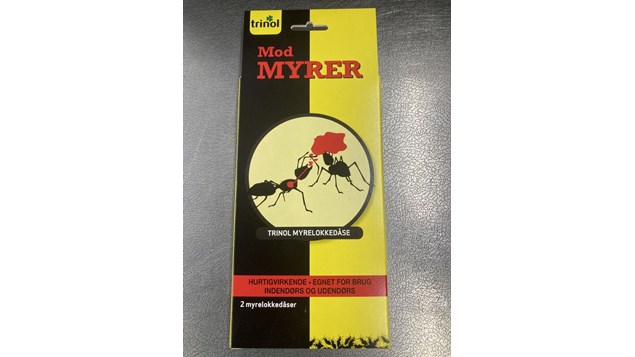 trinol
Mod
MYRER
TRINOL MYRELOKKEDÅSE
HURTIGVIRKENDE • EGNET FOR BRUG
INDENDØRS OG UDENDØRS
2 myrelokkedåser